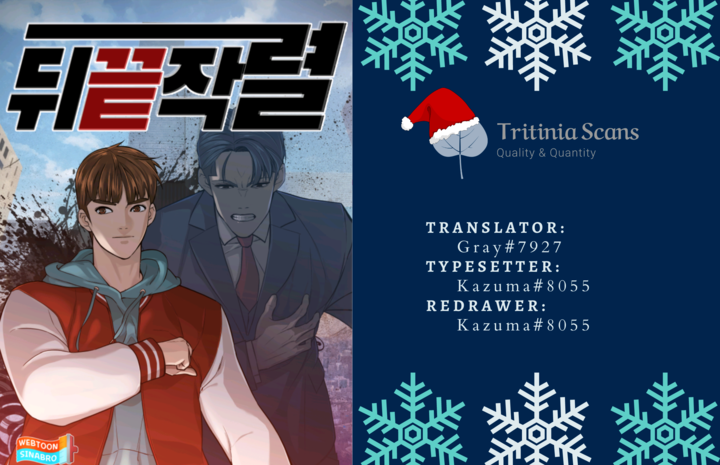 뒤끝작렬
WEBTOON
SINABRO
Tritinia Scans
Quality & Quantity
TRANSLATOR:
Gray#7927
TYPESETTER:
Kazuma#8055
REDRAWER:
Kazuma#8055